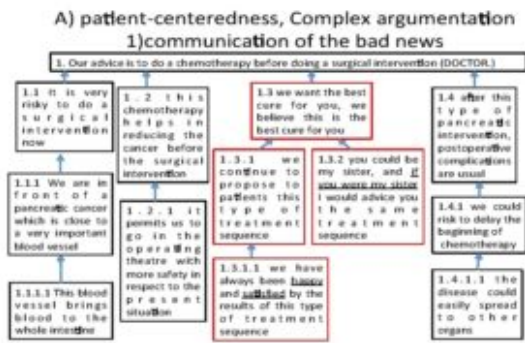 A) patient-centeredness, Complex argumentation
1)communication of the bad news
1. Our advice is to do a chemotherapy before doing a surgical intervention (DOCTOR.)
1.1 It is very
risky to do a
surgical
intervention
now
1.1.1 We are in
front of a
pancreatic cancer
which is close to
a very important
blood vessel
1.1.1.1 This blood
vessel brings
blood to the
whole intestine
1.2 this
chemotherapy
helps in
reducing the
cancer before
the surgical
intervention
1.2.1 it
permits us to
go in the
operating
theatre with
more safety in
respect to the
present
situation
1.3 we want the best
cure for you, we
believe this is the
best cure for you
1.3.1 we
continue to
propose to
patients this
type of
treatment
sequence
1.3.1.1 we have
always been happy
and satisfied by the
results of this type
of treatment
sequence
1.3.2 you could be
my sister, and if
you were my sister
I would advice you
the same
treatment
sequence
1.4 after this
type of
pancreatic
intervention,
postoperative
complications
are usual
1.4.1 we could
risk to delay the
beginning of
chemotherapy
1.4.1.1 the
disease could
easily spread
to other
organs